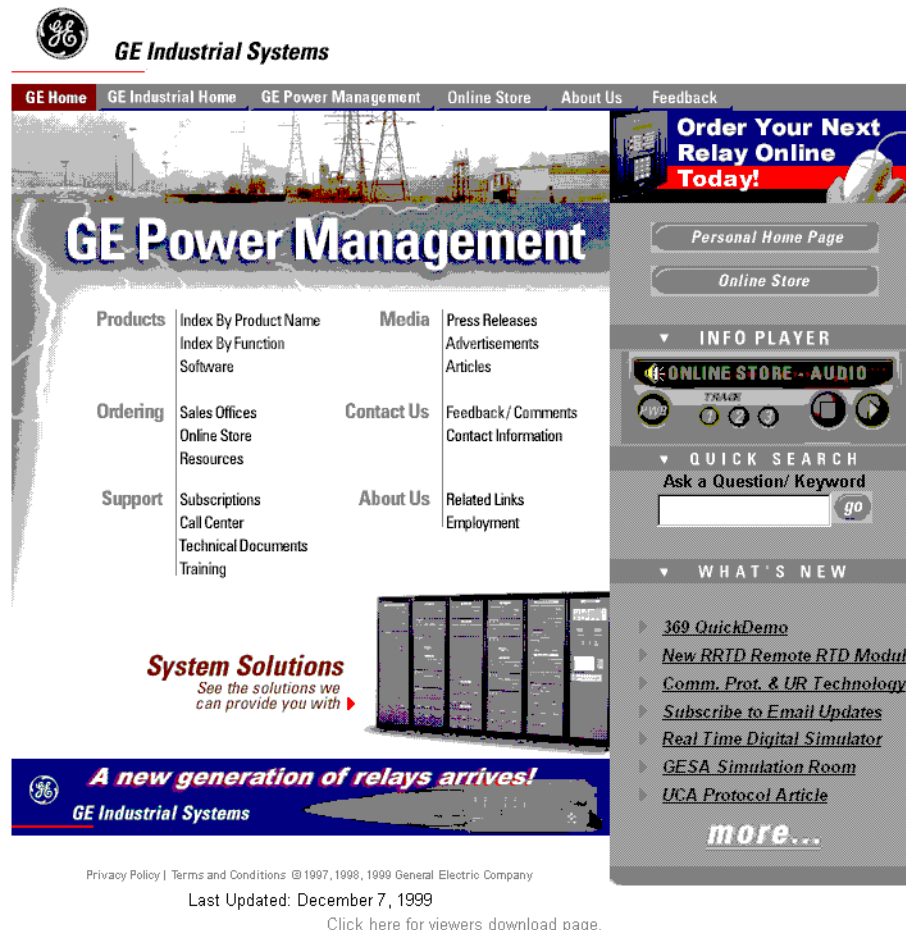 GE
GE Industrial Systems
GE Home GE Industrial Home GE Power Management Online Store About Us Feedback
Order Your Next
Relay Online
Today!
GE Power Management
Personal Home Page
Online Store
Products
Index By Product Name
Index By Function
Software
Media
Press Releases
Advertisements
Articles
INFO PLAYER
ONLINE STORE - AUDIO
PWR
TRACK
1 2 3
Ordering
Sales Offices
Online Store
Resources
Contact Us
Feedback/Comments
Contact Information
QUICK SEARCH
Ask a Question/ Keyword
go
Support
Subscriptions
Call Center
Technical Documents
Training
About Us
Related Links
Employment
WHAT'S NEW
369 QuickDemo
New RRTD Remote RTD Modul
Comm. Prot. & UR Technology
Subscribe to Email Updates
Real Time Digital Simulator
GESA Simulation Room
UCA Protocol Article
more...
System Solutions
See the solutions we
can provide you with
A new generation of relays arrives!
GE
GE Industrial Systems
Privacy Policy | Terms and Conditions © 1997, 1998, 1999 General Electric Company
Last Updated: December 7, 1999
Click here for viewers download page.